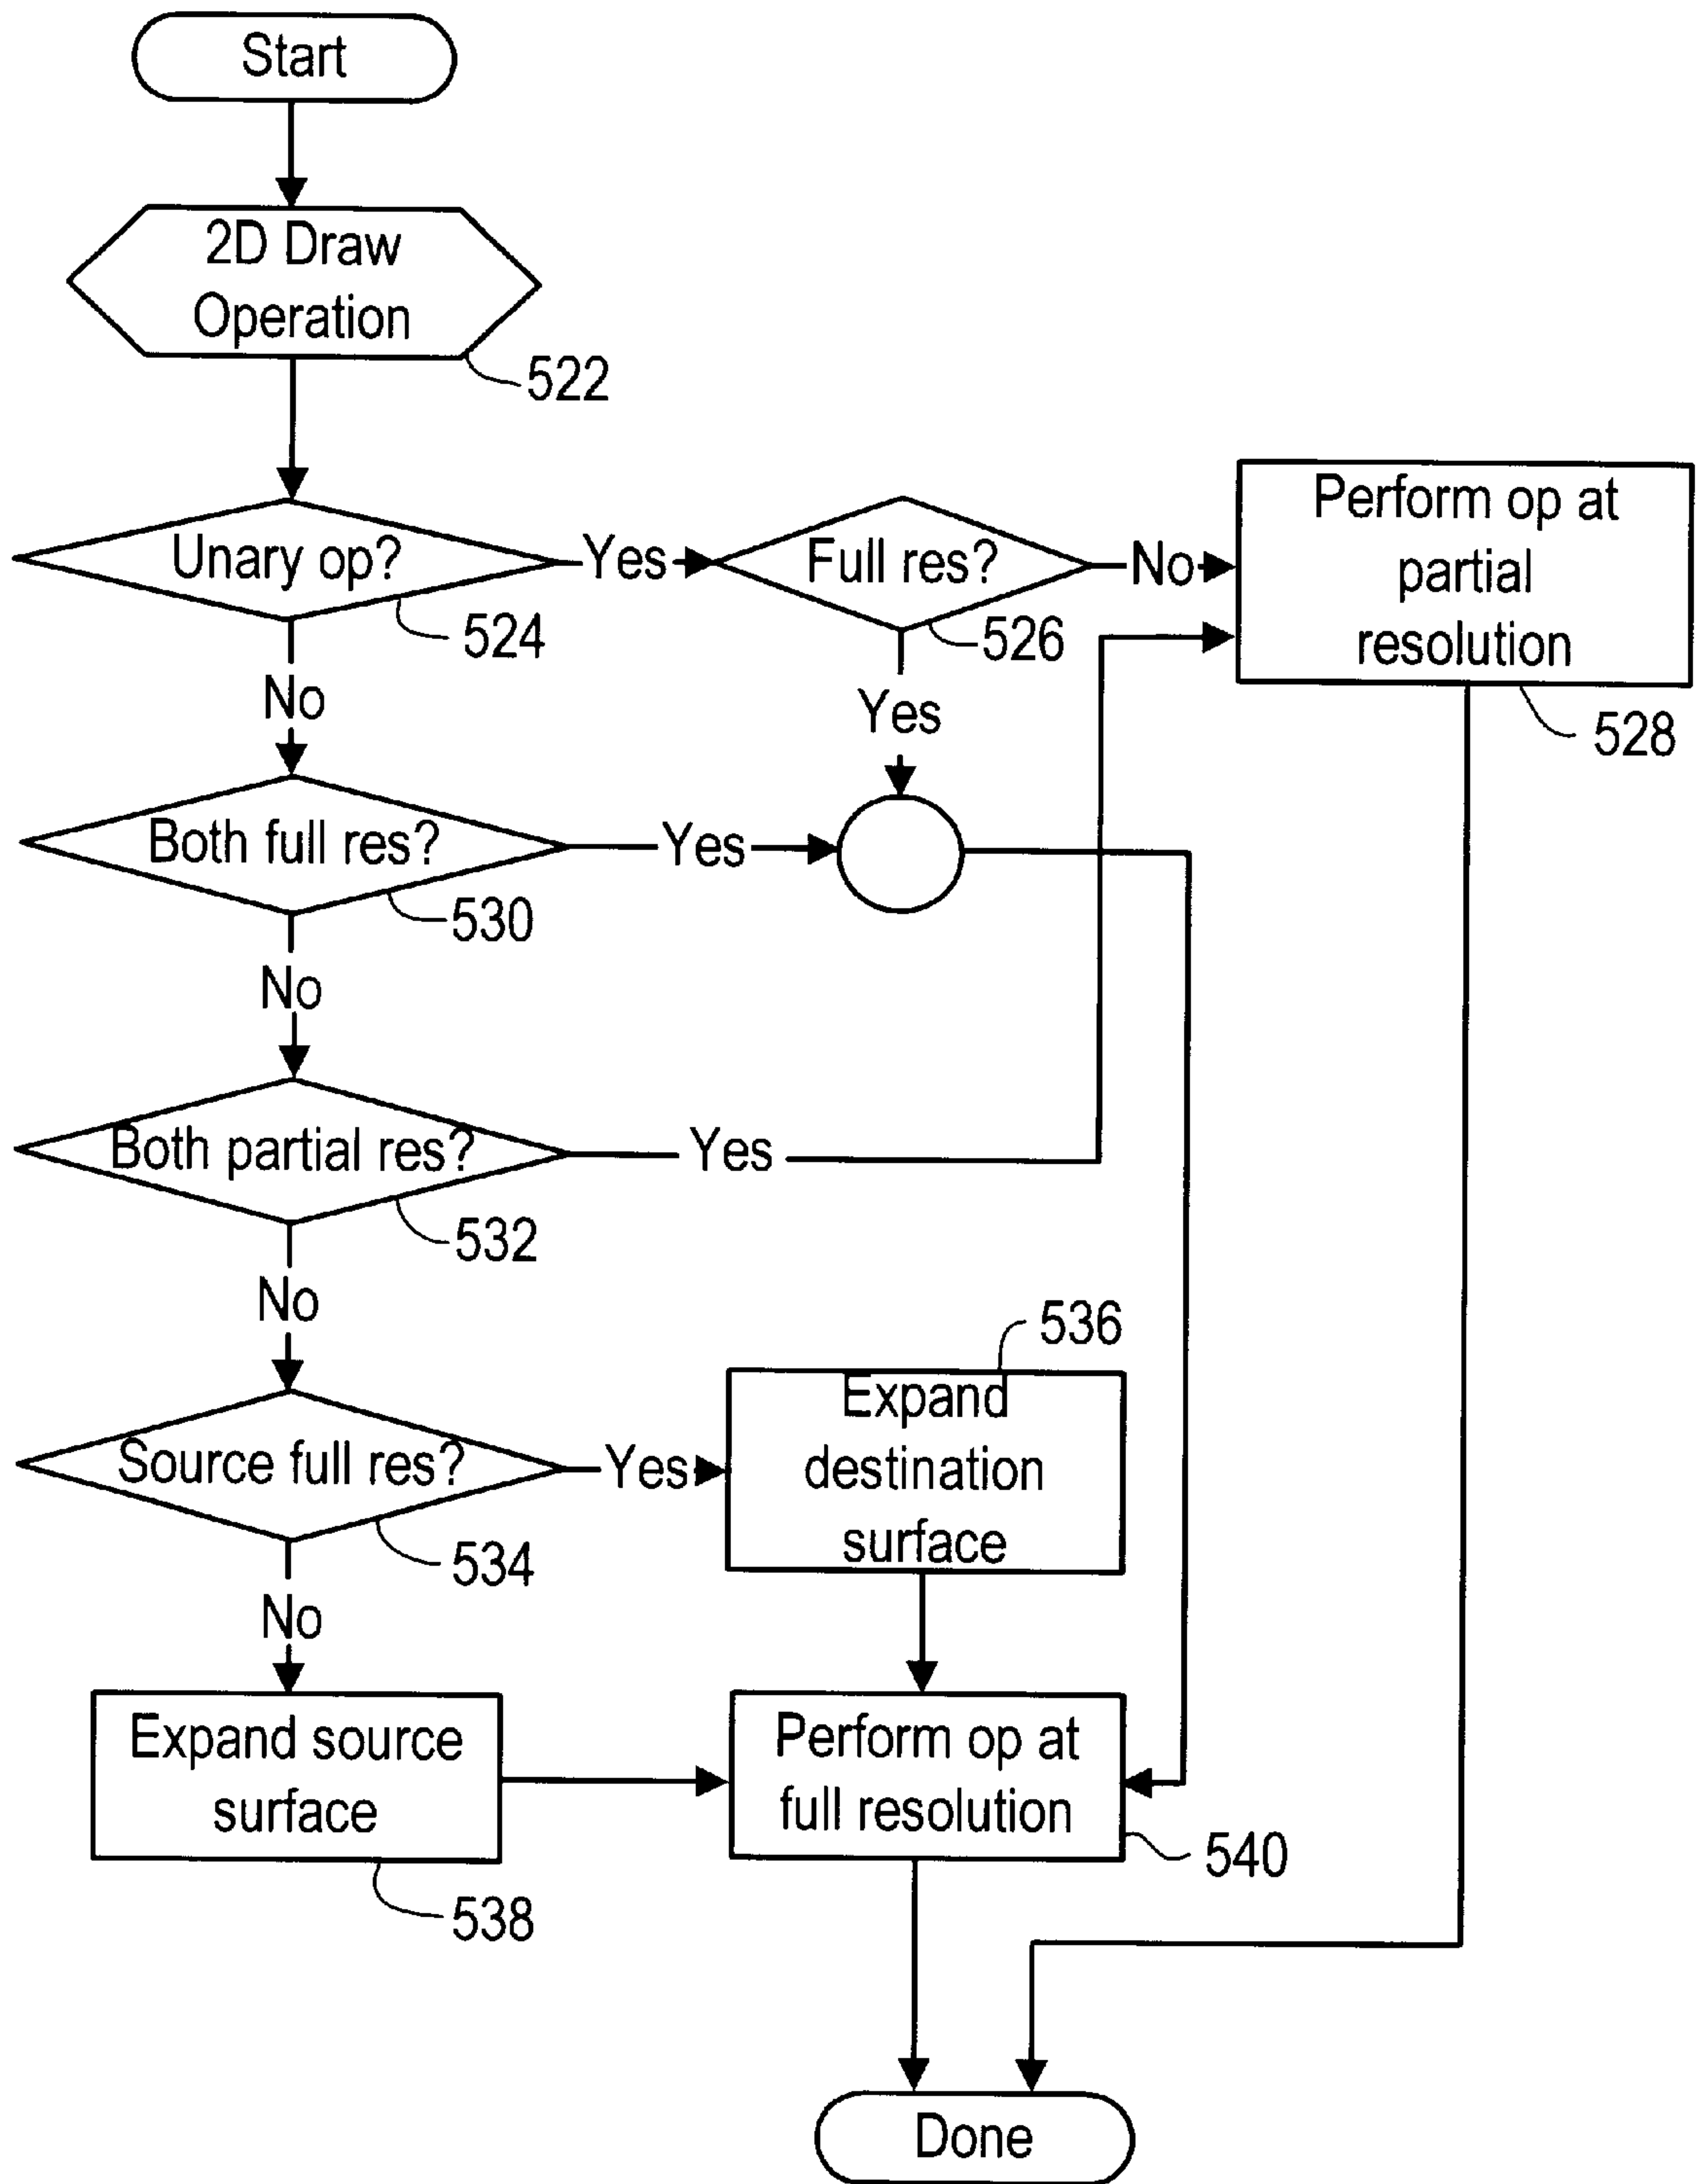 Start
2D Draw
Operation
522
Unary op?
Yes
Full res?
No
Perform op at
partial
resolution
524
526
528
No
Yes
Both full res?
Yes
530
No
Both partial res?
Yes
532
No
536
Expand
destination
surface
Source full res?
Yes
534
No
Expand source
surface
538
Perform op at
full resolution
540
Done